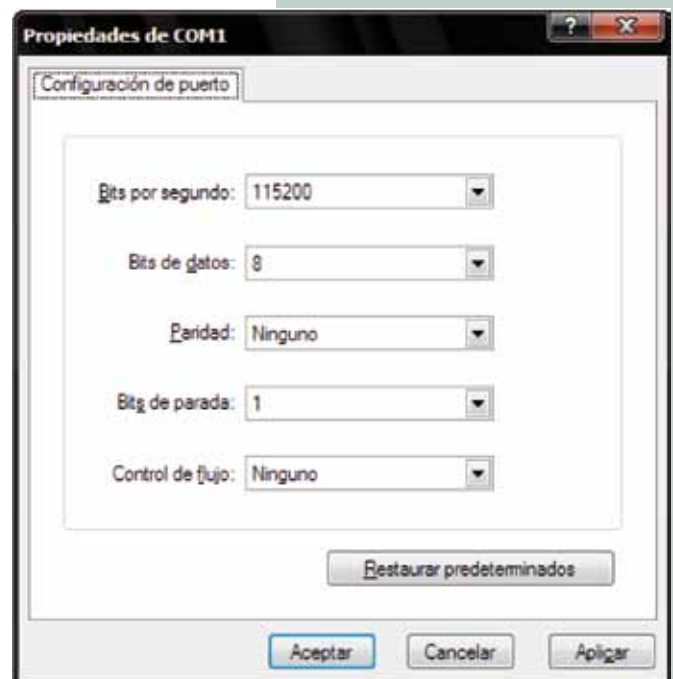 Propiedades de COM1
?
Configuración de puerto
Bits por segundo: 115200
Bits de datos: 8
Paridad: Ninguno
Bits de parada: 1
Control de flujo: Ninguno
Restaurar predeterminados
Aceptar Cancelar Aplicar